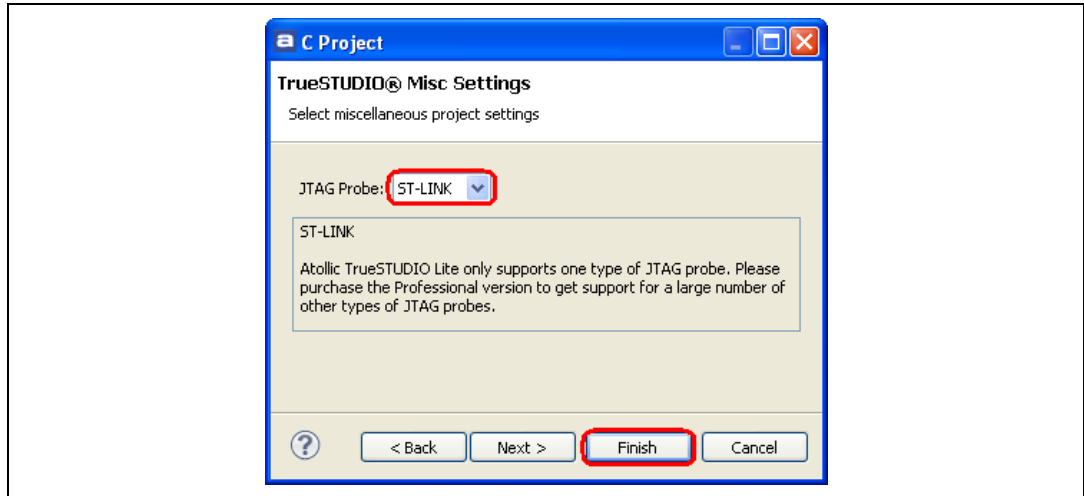 C Project
TrueSTUDIO® Misc Settings
Select miscellaneous project settings
JTAG Probe: ST-LINK
ST-LINK
Atollic TrueSTUDIO Lite only supports one type of JTAG probe. Please
purchase the Professional version to get support for a large number of
other types of JTAG probes.
? < Back Next > Finish Cancel